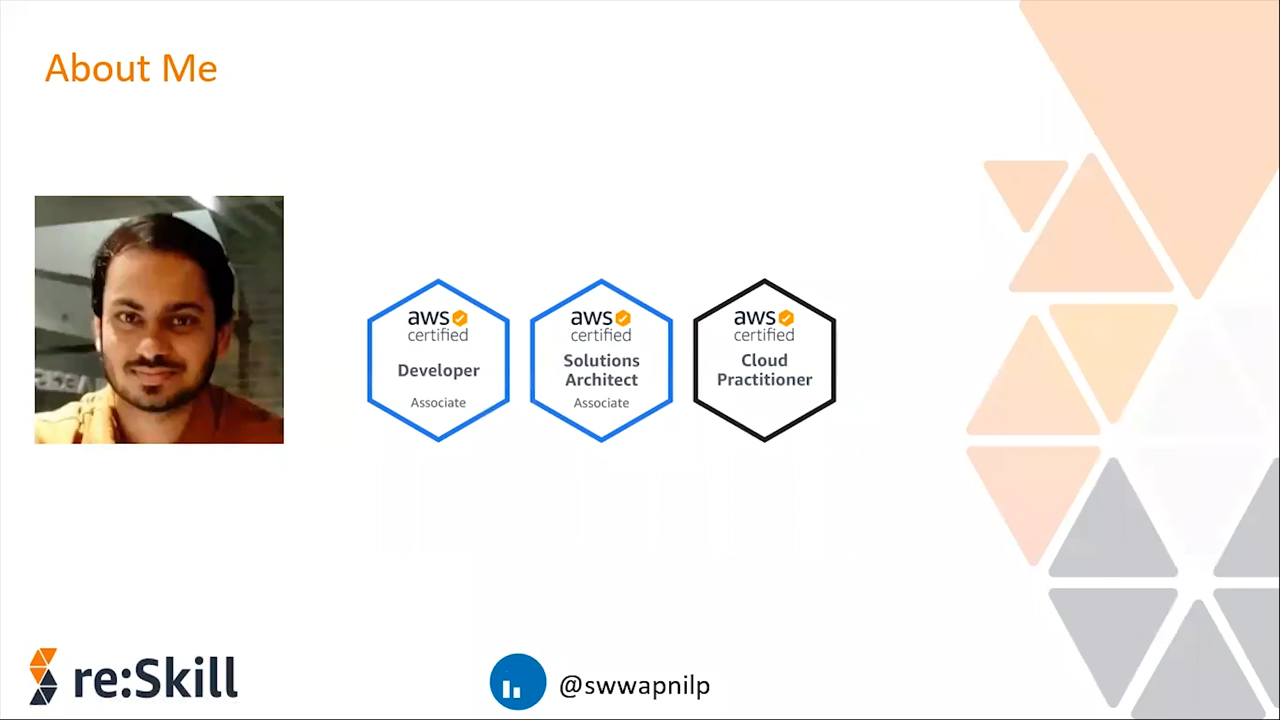 About Me
aws
certified
Developer
Associate
aws
certified
Solutions
Architect
Associate
aws
certified
Cloud
Practitioner
re:Skill
@swwapnilp